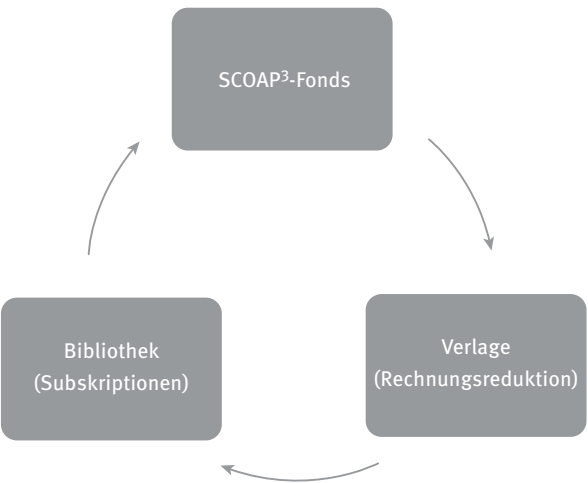 SCOAP³-Fonds
Bibliothek
(Subskriptionen)
Verlage
(Rechnungsreduktion)